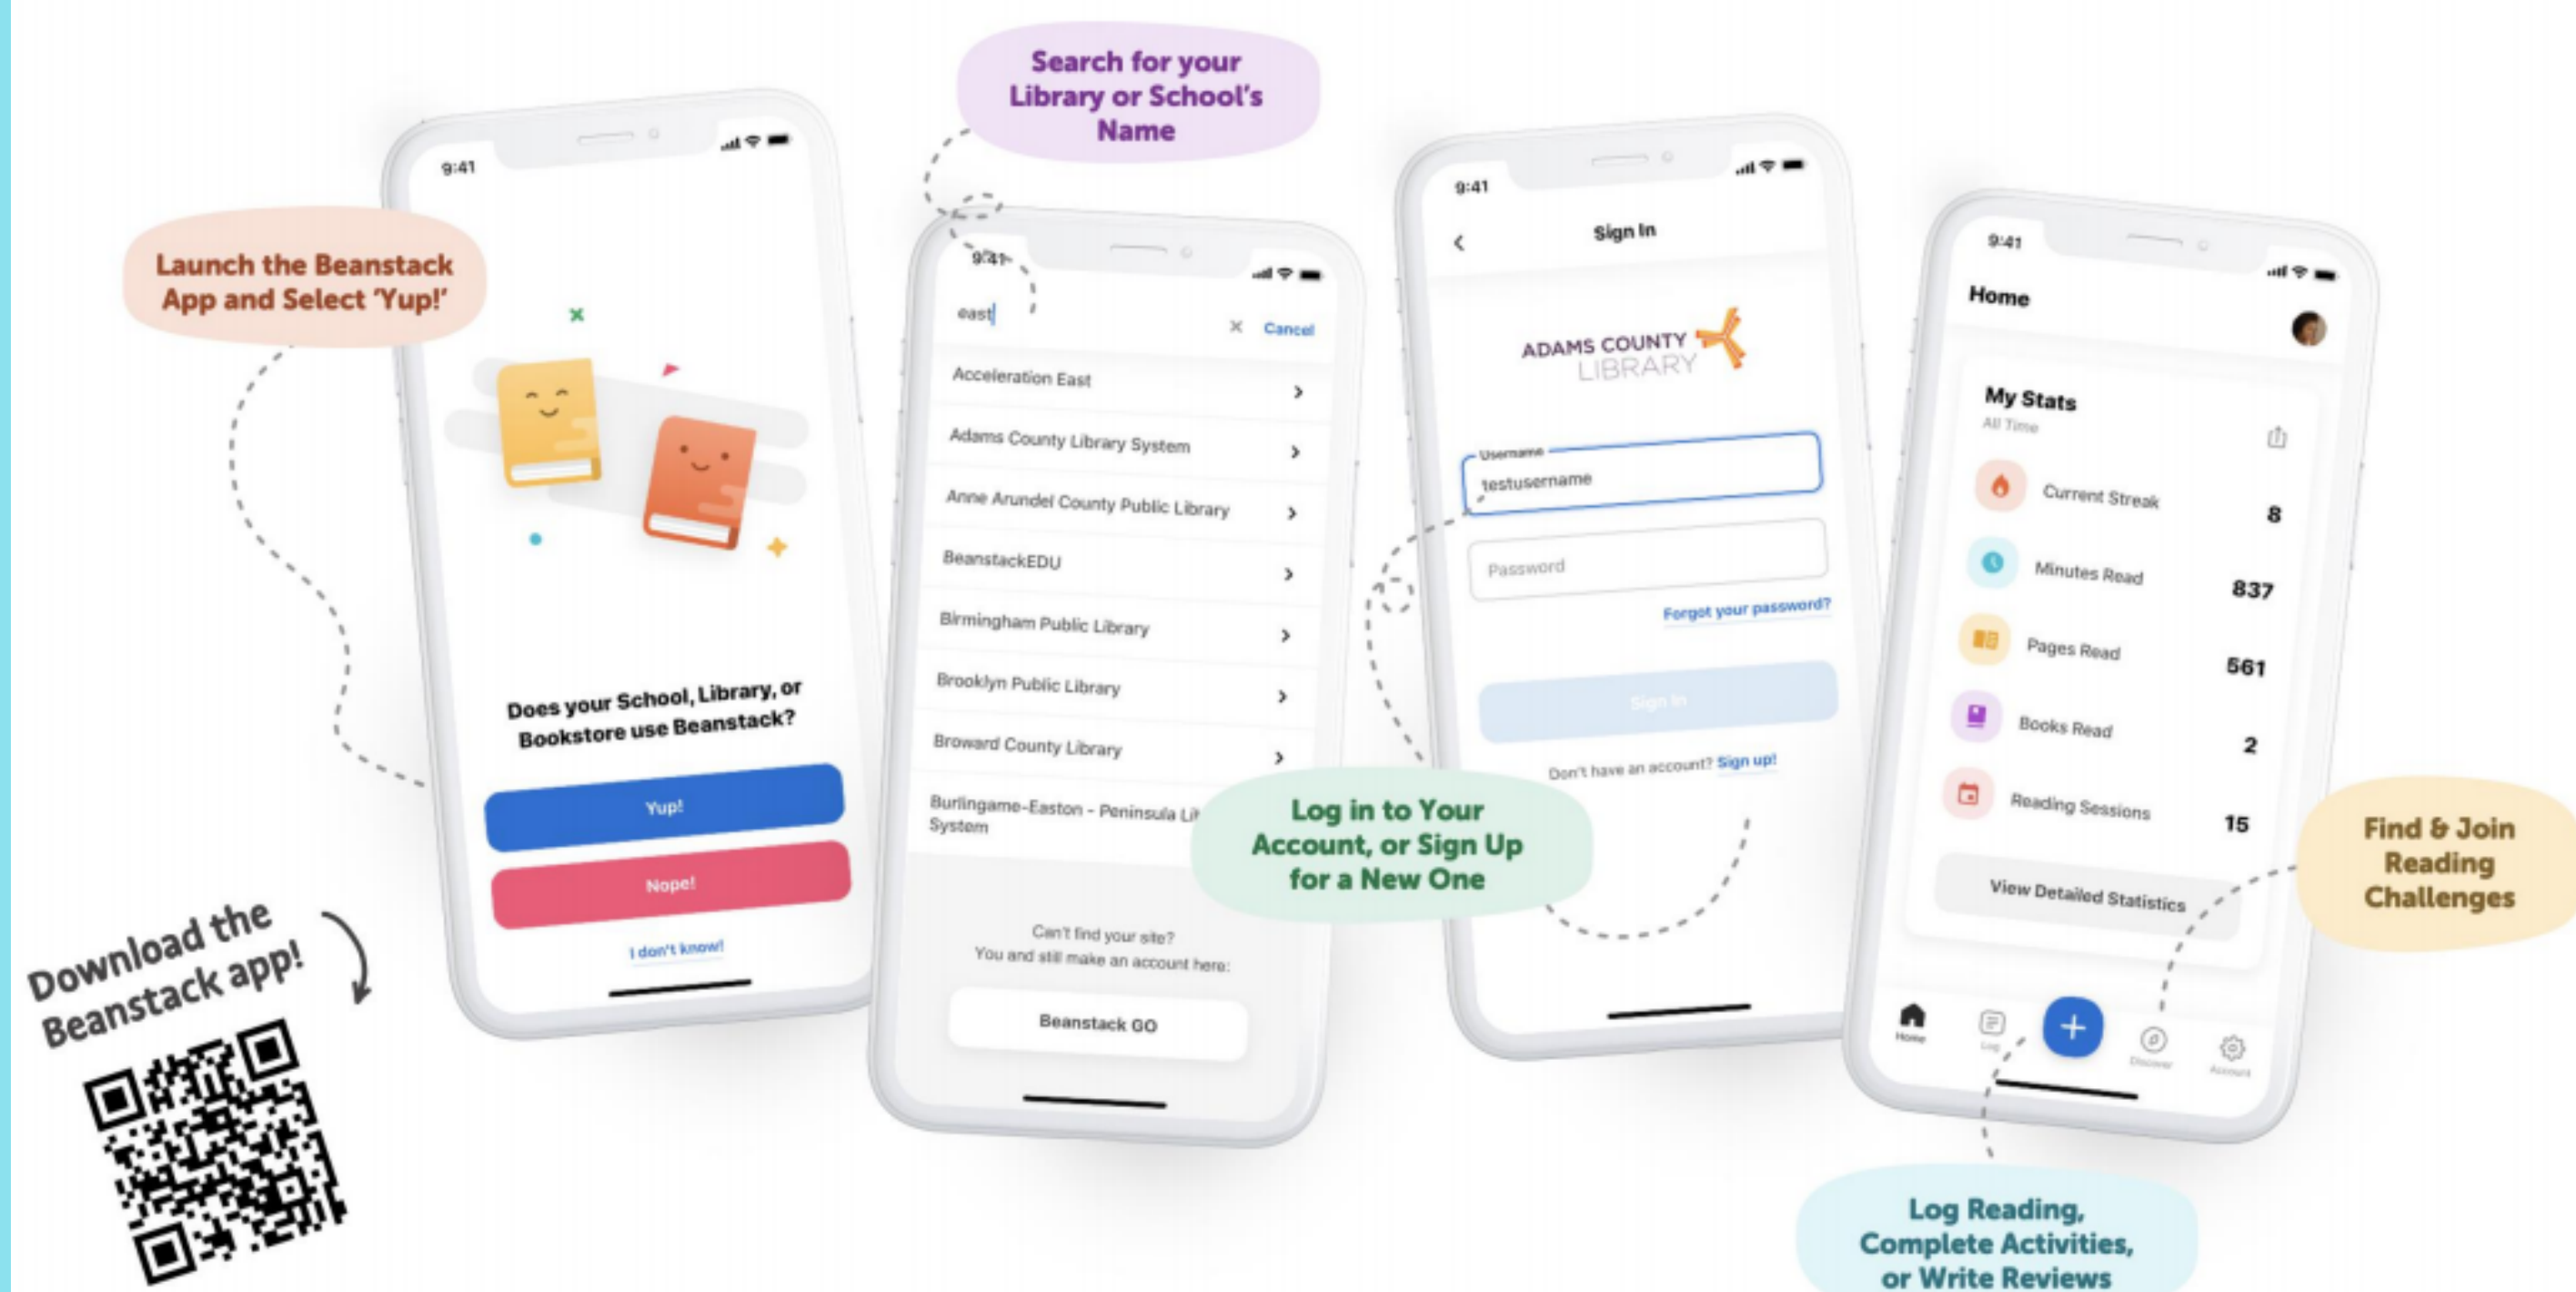 Launch the Beanstack
App and Select ‘Yup!’
Download the
Beanstack app!
9:41
Does your School, Library, or
Bookstore use Beanstack?
Yup!
Nope!
I don't know!
Search for your
Library or School's
Name
9:41
east
Cancel
Acceleration East
Adams County Library System
Anne Arundel County Public Library
BeanstackEDU
Birmingham Public Library
Brooklyn Public Library
Broward County Library
Burlingame-Easton - Peninsula
System
Can't find your site?
You and still make an account here:
Beanstack GO
Log in to Your
Account, or Sign Up
for a New One
9:41
Sign In
ADAMS COUNTY
LIBRARY
Username
testusername
Password
Forgot your password?
Sign In
Don't have an account? Sign up!
9:41
Home
My Stats
All Time
Current Streak 8
Minutes Read 837
Pages Read 561
Books Read 2
Reading Sessions 15
View Detailed Statistics
Home
Log
Discover
Account
Find & Join
Reading
Challenges
Log Reading,
Complete Activities,
or Write Reviews